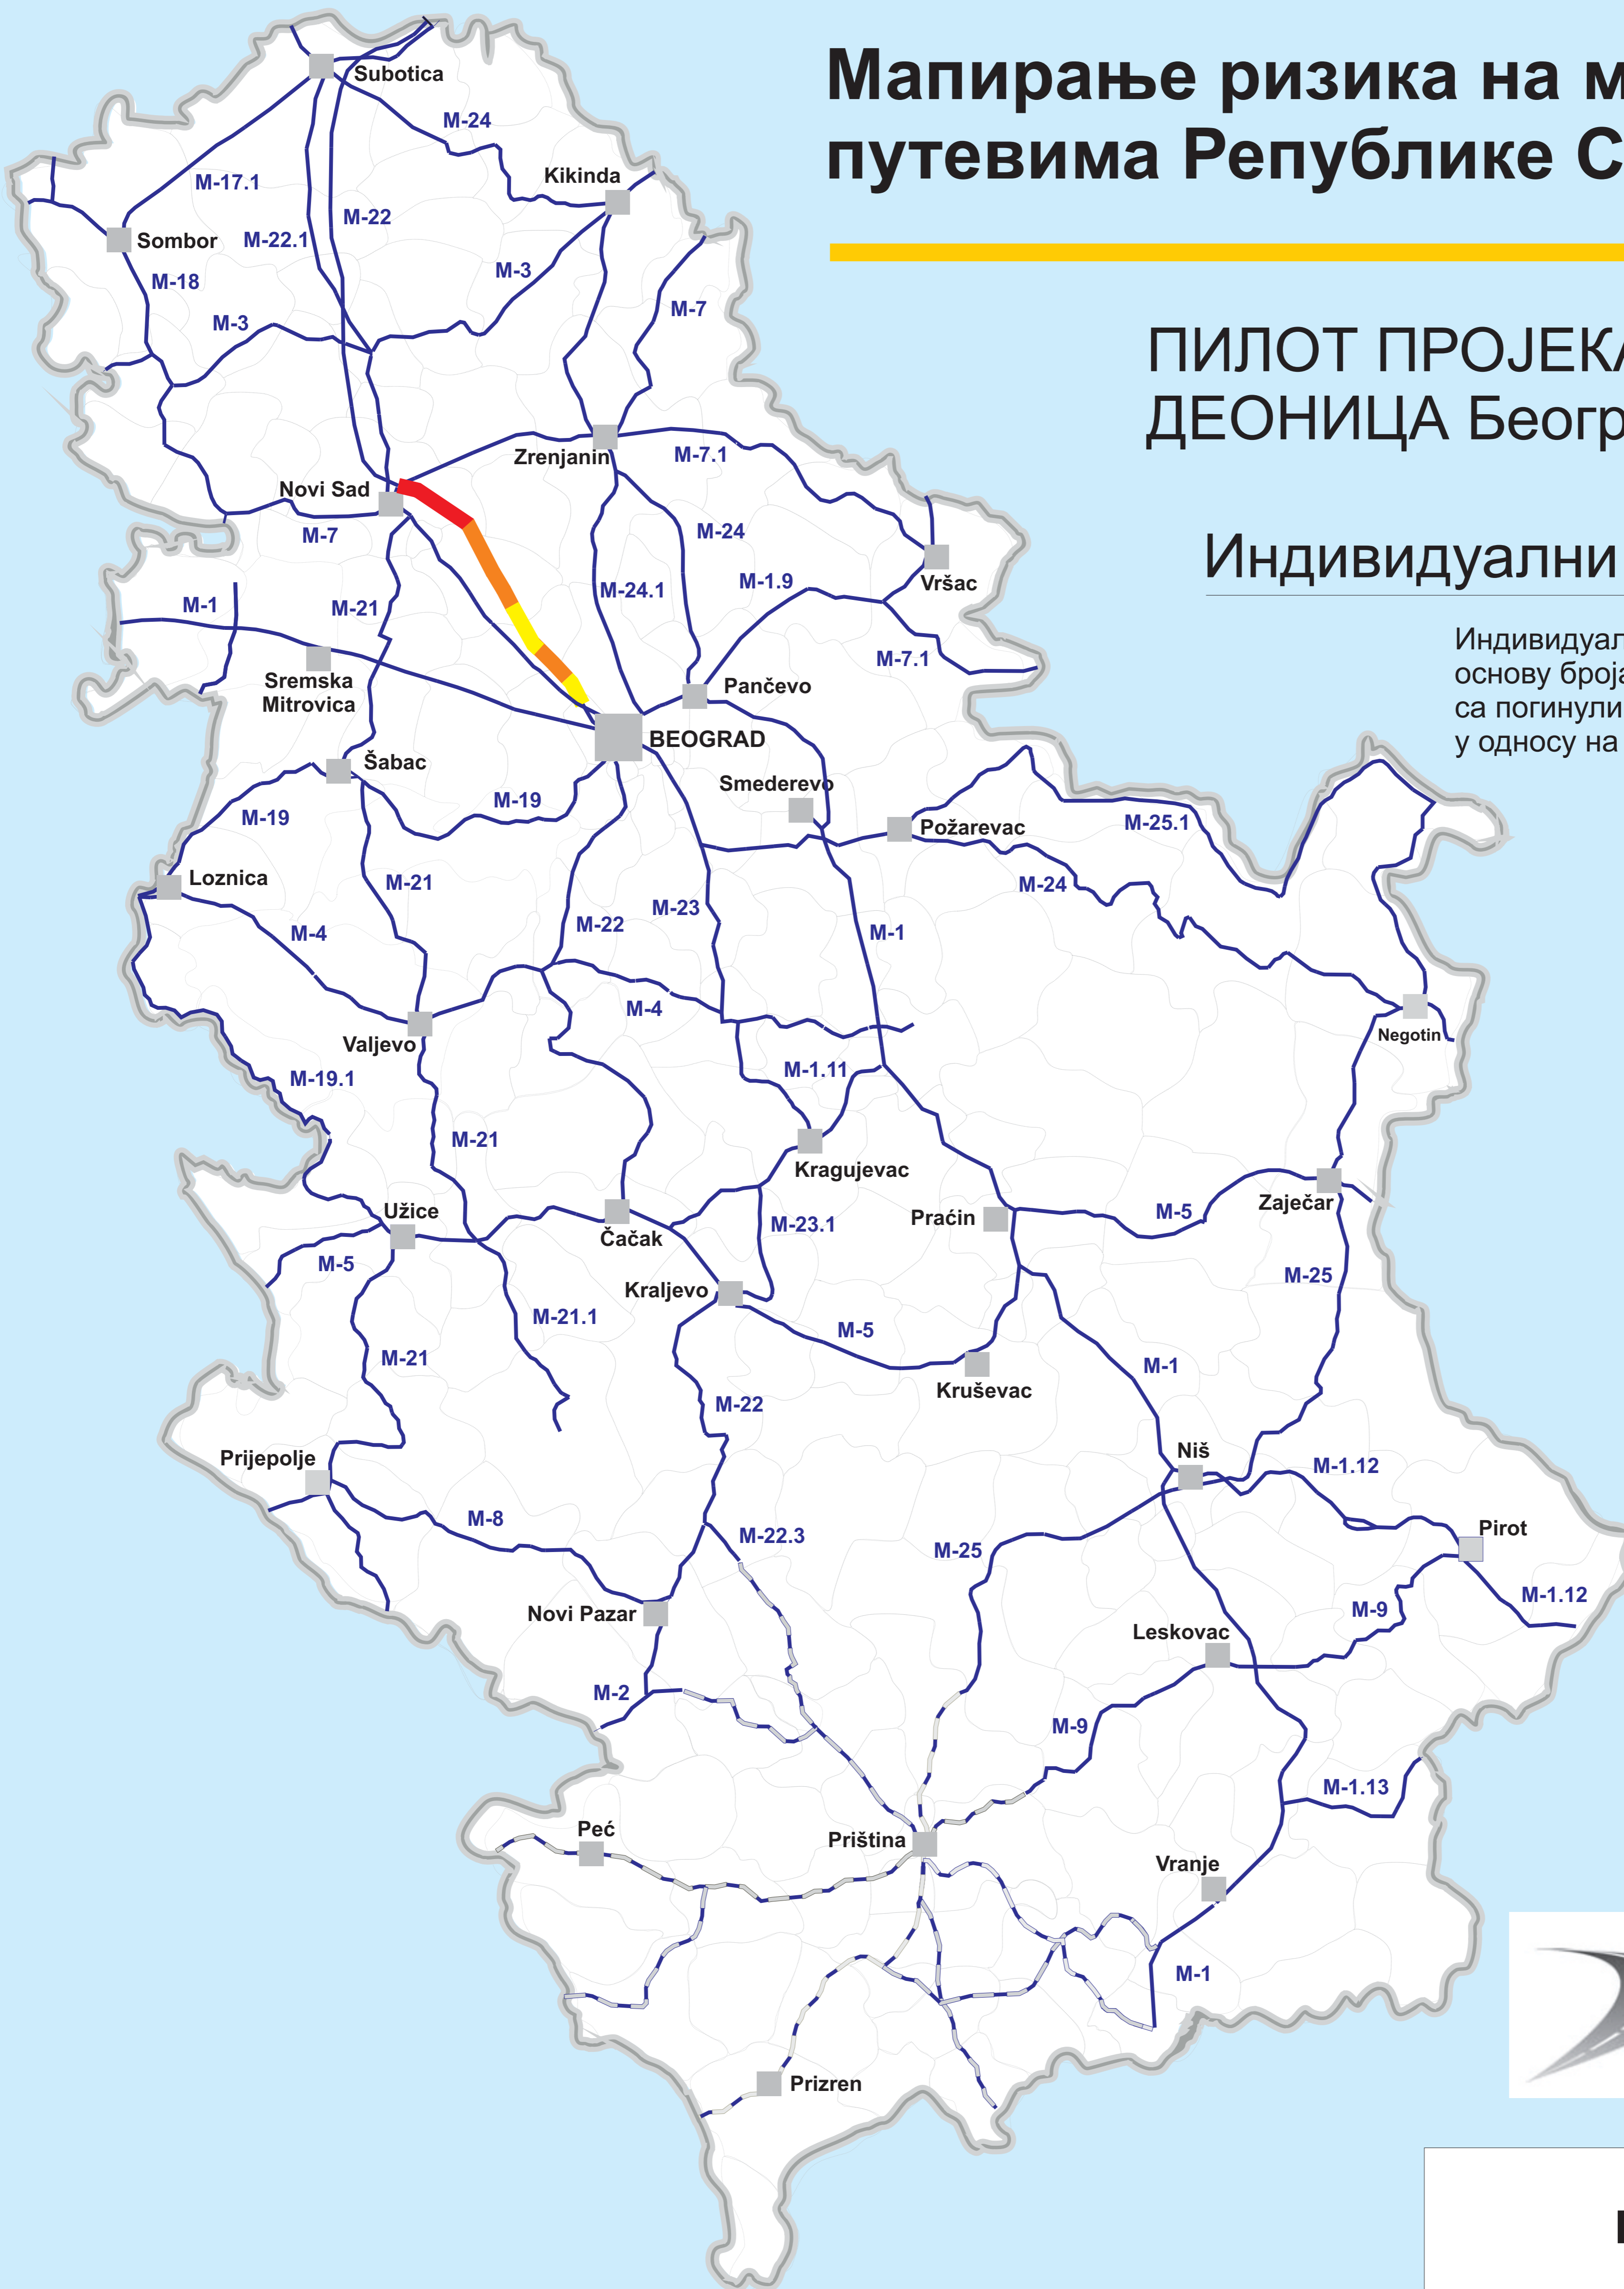 Мапирање ризика на м
путевима Републике С
ПИЛОТ ПРОЈЕКА
ДЕОНИЦА Беогр
Индивидуални
Индивидуал
основуброја
са погинули
у односу на
Subotica
M-24
Kikinda
M-17.1
M-22
Sombor
M-22.1
M-3
M-18
M-7
M-3
Zrenjanin
M-7.1
Novi Sad
M-7
M-24
M-1.9
Vršac
M-24.1
M-1
M-21
M-7.1
Sremska
Mitrovica
Pančevo
BEOGRAD
Šabac
Smederevo
M-19
M-19
Požarevac
M-25.1
Loznica
M-21
M-24
M-23
M-22
M-4
M-1
M-4
Negotin
Valjevo
M-1.11
M-19.1
M-21
Kragujevac
Zaječar
Užice
M-5
Praćin
M-23.1
Čačak
M-5
M-25
Kraljevo
M-21.1
M-5
M-21
M-1
Kruševac
M-22
Niš
Prijepolje
M-1.12
M-8
Pirot
M-22.3
M-25
M-1.12
M-9
Novi Pazar
Leskovac
M-2
M-9
M-1.13
Peć
Priština
Vranje
M-1
Prizren